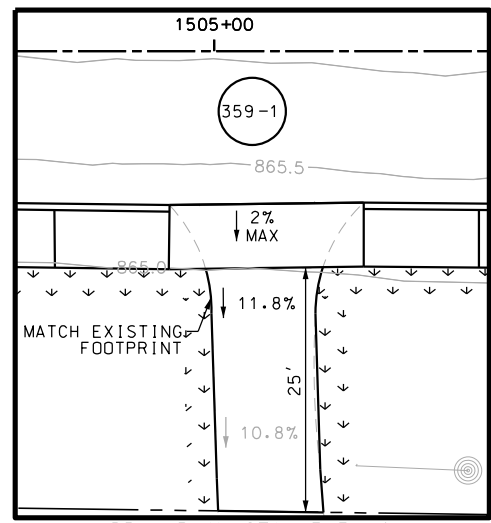 1505+00
359-1
865.5
2%
MAX
865.0
11.8%
MATCH EXISTING
FOOTPRINT
25'
10.8%